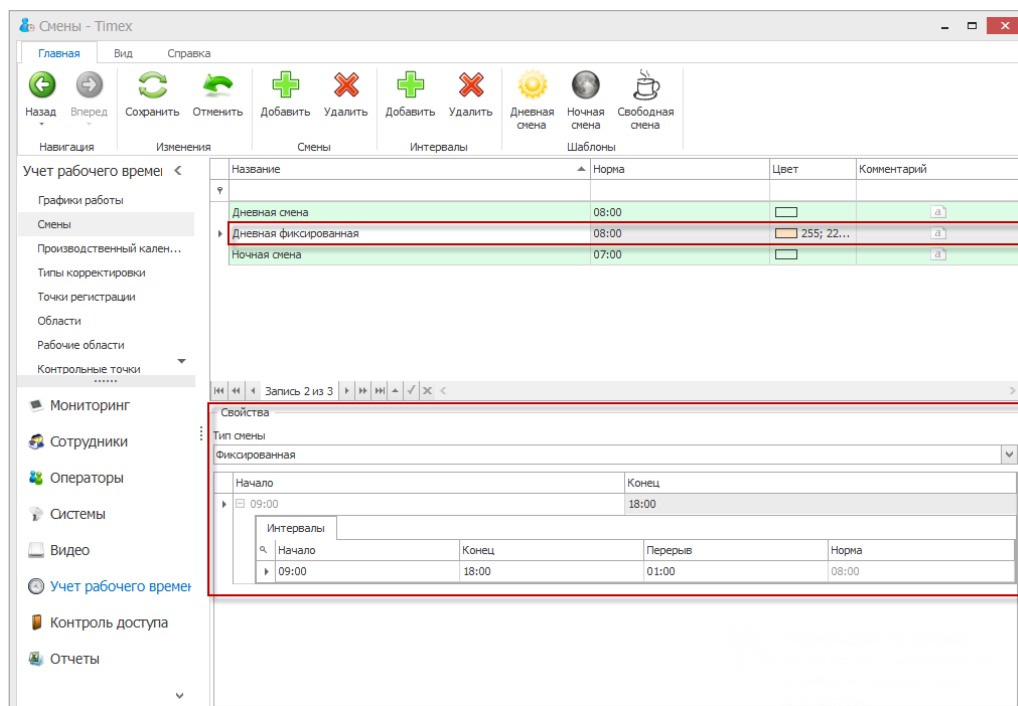 Смены - Timex
Главная Вид Справка
Назад Вперед Сохранить Отменить Добавить Удалить Добавить Удалить Дневная смена Ночная смена Свободная смена
Навигация Изменения Смены Интервалы Шаблоны
Учет рабочего времег <
Название Норма Цвет Комментарий
Графики работы
Смены
Дневная смена 08:00 a
Дневная фиксированная 08:00 255; 22... a
Ночная смена 07:00 a
Производственный кален...
Типы корректировки
Точки регистрации
Области
Рабочие области
Контрольные точки
Запись 2 из 3
Мониторинг
Сотрудники
Операторы
Системы
Видео
Учет рабочего времен
Контроль доступа
Отчеты
Свойства
Тип смены
Фиксированная
Начало Конец
09:00 18:00
Интервалы
Начало Конец Перерыв Норма
09:00 18:00 01:00 08:00